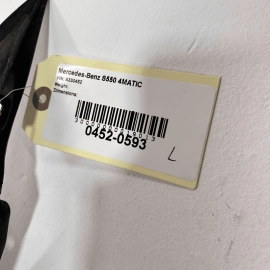 Mercedes-Benz S550 4MATIC
Weight:
Dimensions:
0452-0593
L